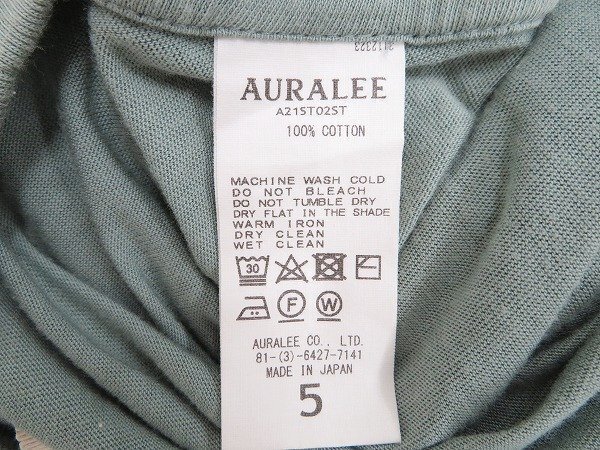 AURALEE
A21ST02ST
100% COTTON
MACHINE WASH COLD
DO NOT BLEACH
DO NOT TUMBLE DRY
DRY FLAT IN THE SHADE
WARM IRON
DRY CLEAN
WET CLEAN
30
F W
AURALEE CO., LTD.
81-(3)-6427-7141
MADE IN JAPAN
5